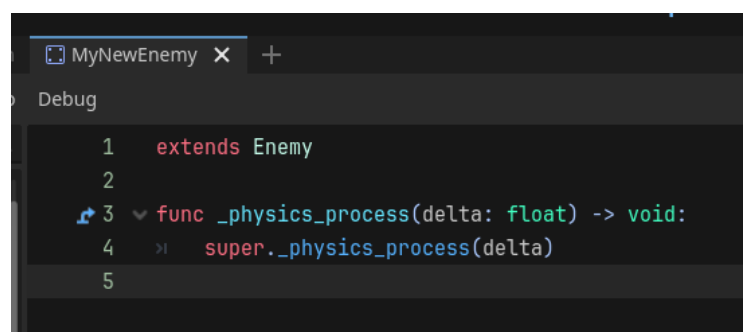 MyNewEnemy
Debug
1 extends Enemy
2
3 func _physics_process(delta: float) -> void:
4 super._physics_process(delta)
5